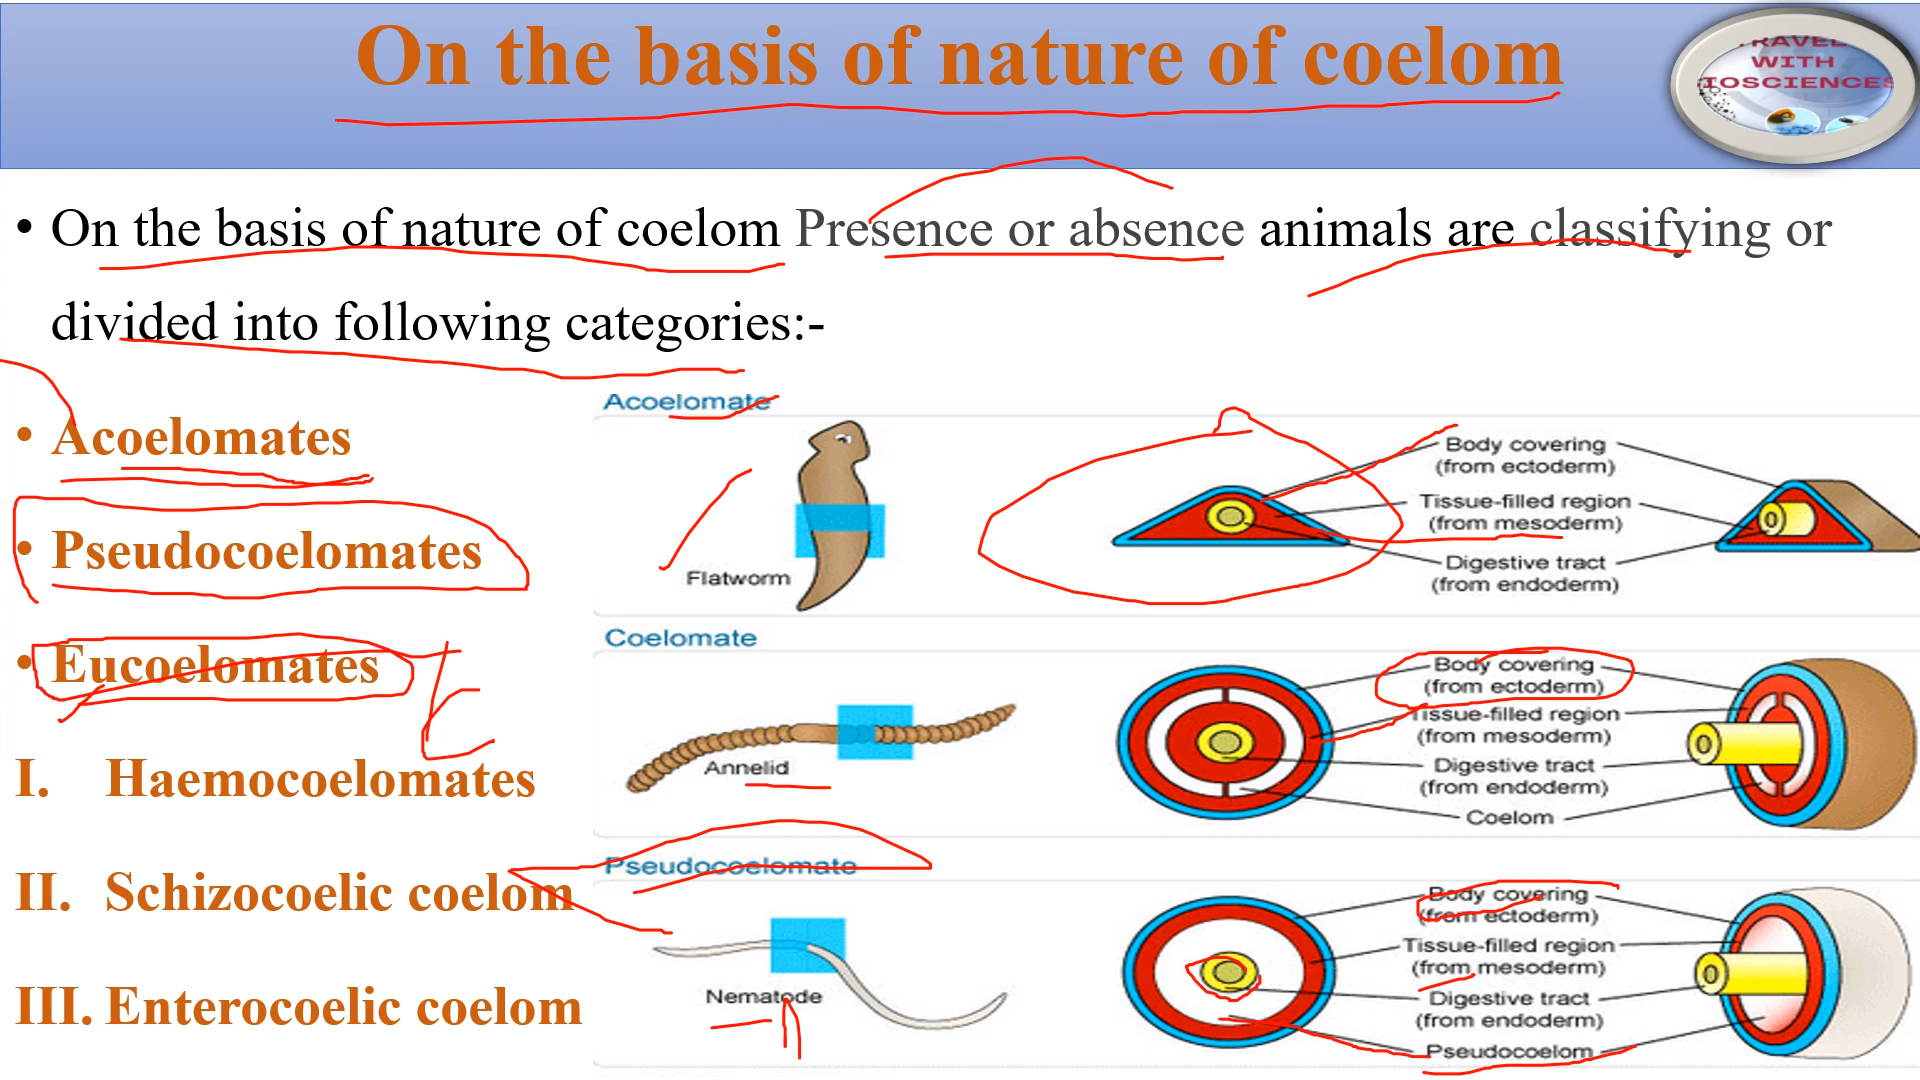 On the basis of nature of coelom
TRAVEL
WITH
IOSCIENCES
• On the basis of nature of coelom Presence or absence animals are classifying or
divided into following categories:-
• Acoelomates
• Pseudocoelomates
• Eucoelomates
I. Haemocoelomates
II. Schizocoelic coelom
III. Enterocoelic coelom
Acoelomate
Flatworm
Body covering
(from ectoderm)
Tissue-filled region
(from mesoderm)
Digestive tract
(from endoderm)
Coelomate
Annelid
Body covering
(from ectoderm)
Tissue-filled region
(from mesoderm)
Digestive tract
(from endoderm)
Coelom
Pseudocoelomate
Nematode
Body covering
(from ectoderm)
Tissue-filled region
(from mesoderm)
Digestive tract
(from endoderm)
Pseudocoelom